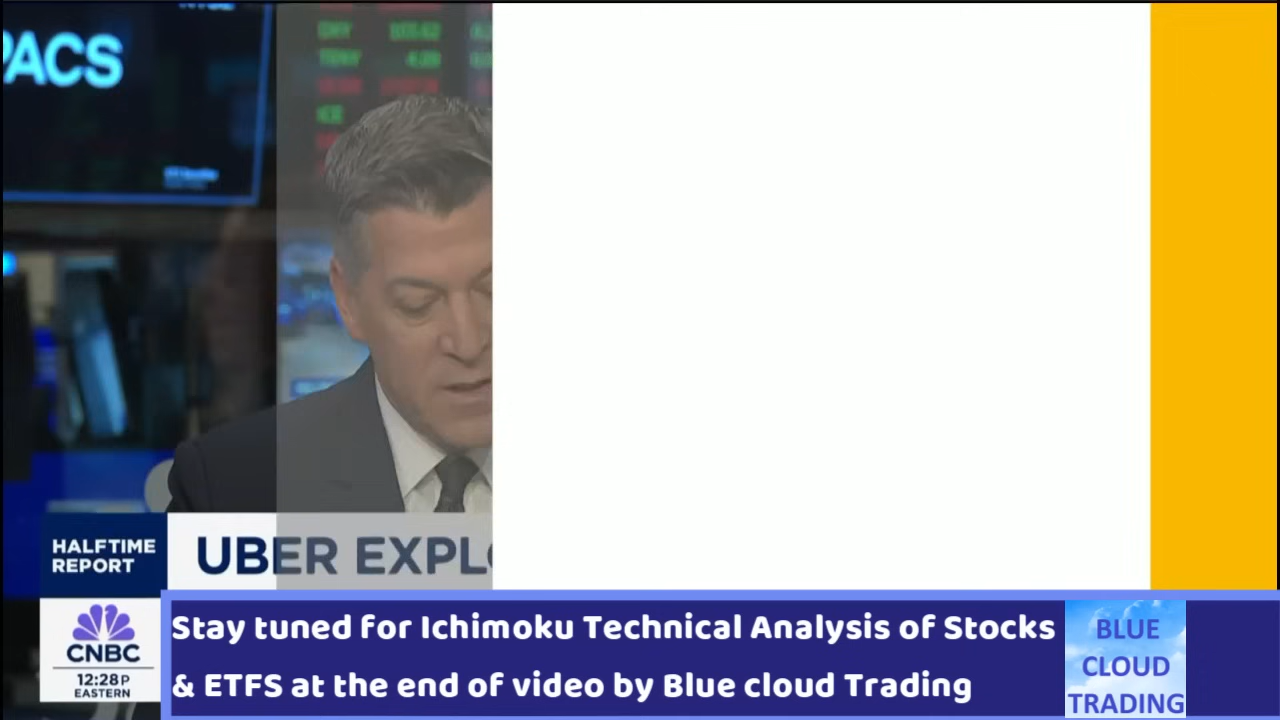 PACS
HALFTIME
REPORT
UBER EXPL
CNBC
12:28P
EASTERN
Stay tuned for Ichimoku Technical Analysis of Stocks
& ETFS at the end of video by Blue cloud Trading
BLUE
CLOUD
TRADING